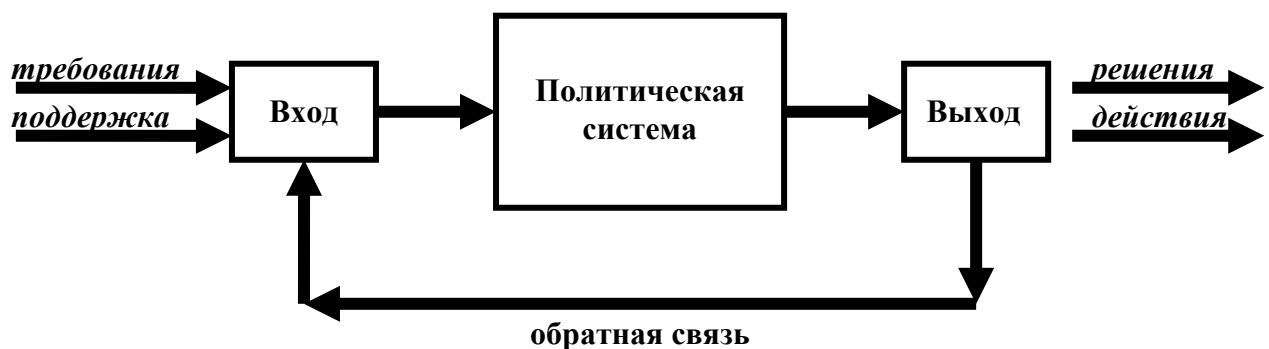 требования
поддержка
Вход
Политическая
система
Выход
решения
действия
обратная связь